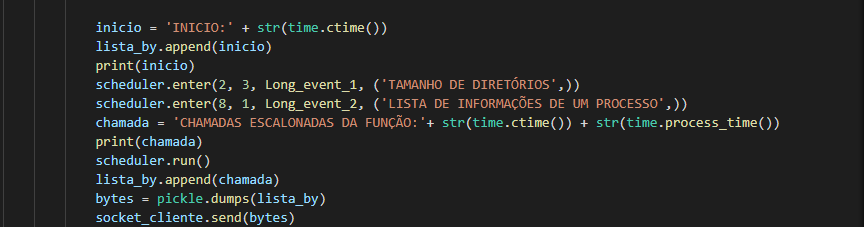 inicio = 'INICIO:' + str(time.ctime())
lista_by.append(inicio)
print(inicio)
scheduler.enter(2, 3, Long_event_1, ('TAMANHO DE DIRETÓRIOS',))
scheduler.enter(8, 1, Long_event_2, ('LISTA DE INFORMAÇÕES DE UM PROCESSO',))
chamada = 'CHAMADAS ESCALONADAS DA FUNÇÃO:'+ str(time.ctime()) + str(time.process_time())
print(chamada)
scheduler.run()
lista_by.append(chamada)
bytes = pickle.dumps(lista_by)
socket_cliente.send(bytes)